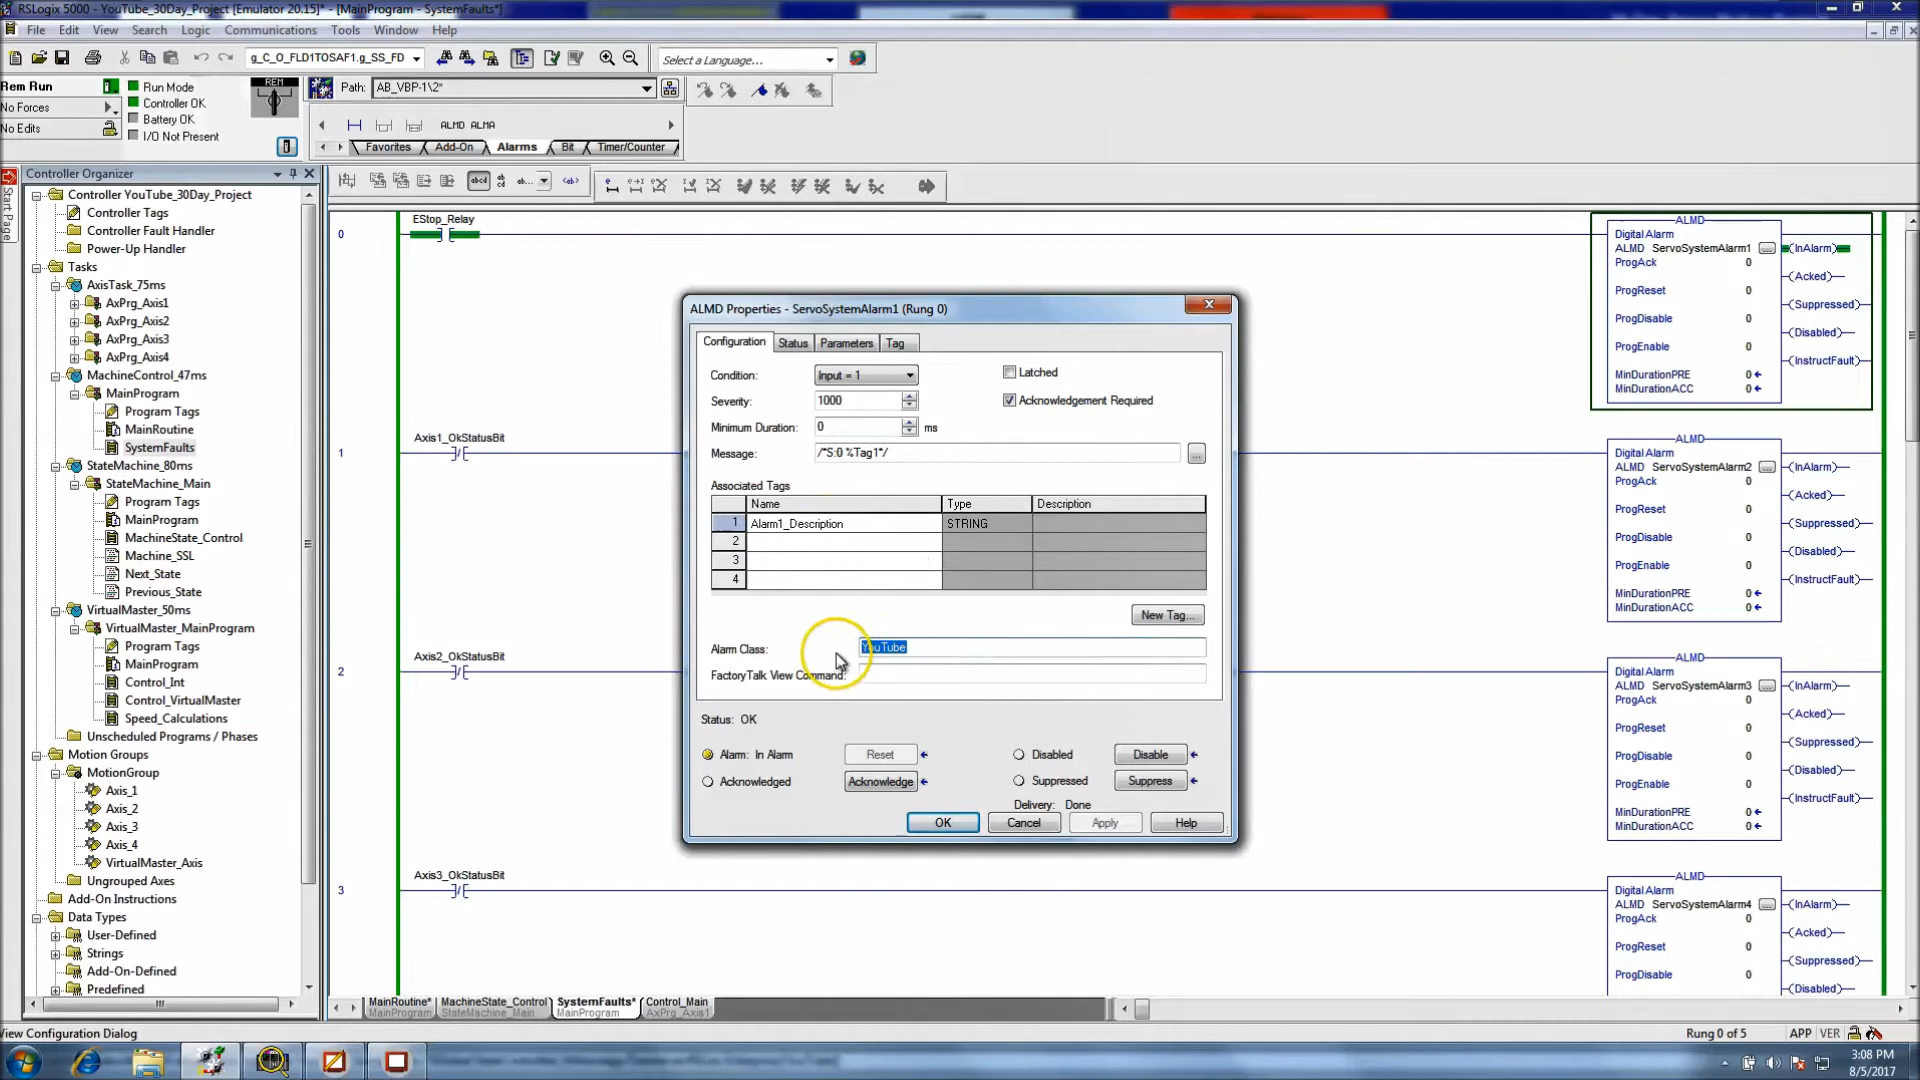 RSLogix 5000 - YouTube_30Day_Project [Emulator 20.15]* - [MainProgram - SystemFaults*]
File Edit View Search Logic Communications Tools Window Help
g_C_O_FLD1TOSAF1.g_SS_FD
Select a Language...
Rem Run
No Forces
No Edits
Run Mode
Controller OK
Battery OK
I/O Not Present
REM
Path: AB_VBP-1\2*
ALMD ALMA
Favorites Add-On Alarms Bit Timer/Counter
Start Page
Controller Organizer
Controller YouTube_30Day_Project
Controller Tags
Controller Fault Handler
Power-Up Handler
Tasks
AxisTask_75ms
AxPrg_Axis1
AxPrg_Axis2
AxPrg_Axis3
AxPrg_Axis4
MachineControl_47ms
MainProgram
Program Tags
MainRoutine
SystemFaults
StateMachine_80ms
StateMachine_Main
Program Tags
MainProgram
MachineState_Control
Machine_SSL
Next_State
Previous_State
VirtualMaster_50ms
VirtualMaster_MainProgram
Program Tags
MainProgram
Control_Int
Control_VirtualMaster
Speed_Calculations
Unscheduled Programs / Phases
Motion Groups
MotionGroup
Axis_1
Axis_2
Axis_3
Axis_4
VirtualMaster_Axis
Ungrouped Axes
Add-On Instructions
Data Types
User-Defined
Strings
Add-On-Defined
Predefined
0
EStop_Relay
ALMD
Digital Alarm
ALMD ServoSystemAlarm1 ... (InAlarm)
ProgAck 0 (Acked)
ProgReset 0 (Suppressed)
ProgDisable 0 (Disabled)
ProgEnable 0 (InstructFault)
MinDurationPRE 0
MinDurationACC 0
1
Axis1_OkStatusBit
ALMD
Digital Alarm
ALMD ServoSystemAlarm2 ... (InAlarm)
ProgAck 0 (Acked)
ProgReset 0 (Suppressed)
ProgDisable 0 (Disabled)
ProgEnable 0 (InstructFault)
MinDurationPRE 0
MinDurationACC 0
2
Axis2_OkStatusBit
ALMD
Digital Alarm
ALMD ServoSystemAlarm3 ... (InAlarm)
ProgAck 0 (Acked)
ProgReset 0 (Suppressed)
ProgDisable 0 (Disabled)
ProgEnable 0 (InstructFault)
MinDurationPRE 0
MinDurationACC 0
3
Axis3_OkStatusBit
ALMD
Digital Alarm
ALMD ServoSystemAlarm4 ... (InAlarm)
ProgAck 0 (Acked)
ProgReset 0 (Suppressed)
ProgDisable 0 (Disabled)
ALMD Properties - ServoSystemAlarm1 (Rung 0)
Configuration Status Parameters Tag
Condition: Input = 1
Latched
Severity: 1000
Acknowledgement Required
Minimum Duration: 0 ms
Message: /*S:0 %Tag1*/ ...
Associated Tags
Name Type Description
1 Alarm1_Description STRING
2
3
4
New Tag...
Alarm Class: YouTube
FactoryTalk View Command:
Status: OK
Alarm: In Alarm Reset Disabled Disable
Acknowledged Acknowledge Suppressed Suppress
Delivery: Done
OK Cancel Apply Help
MainRoutine* MachineState_Control SystemFaults* Control_Main
MainProgram StateMachine_Main MainProgram AxPrg_Axis1
View Configuration Dialog
Rung 0 of 5 APP VER
3:08 PM
8/5/2017